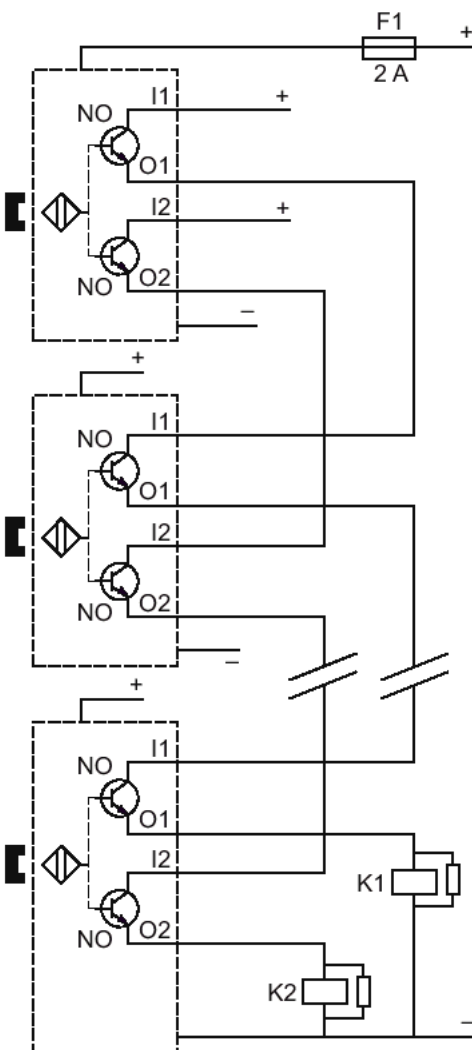 F1
+
2 A
I1
+
NO
O1
I2
+
O2
NO
–
+
I1
NO
O1
I2
O2
NO
–
+
I1
NO
O1
I2
K1
O2
NO
K2
–